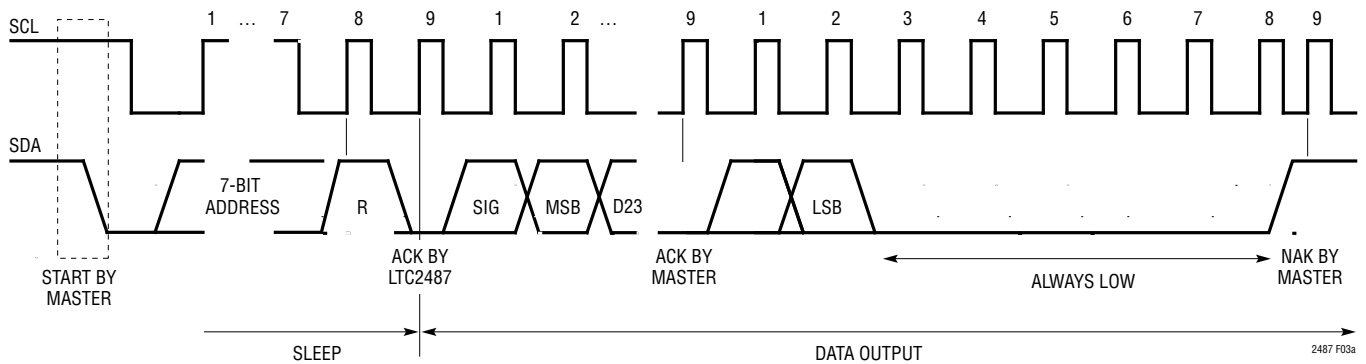 1 … 7 8 9 1 2 … 9 1 2 3 4 5 6 7 8 9
SCL
SDA
7-BIT
ADDRESS
R
SIG
MSB
D23
LSB
START BY
MASTER
ACK BY
LTC2487
ACK BY
MASTER
ALWAYS LOW
NAK BY
MASTER
SLEEP
DATA OUTPUT
2487 F03a